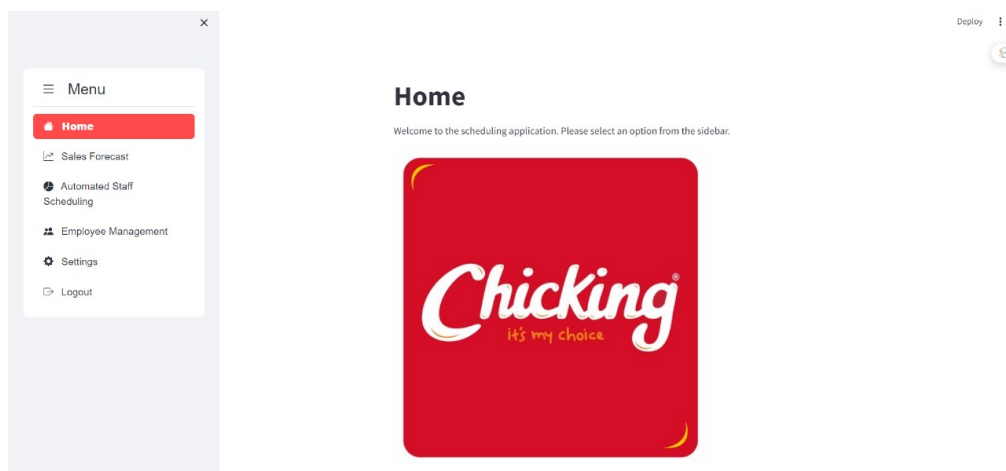 Deploy
Menu
Home
Sales Forecast
Automated Staff
Scheduling
Employee Management
Settings
Logout
Home
Welcome to the scheduling application. Please select an option from the sidebar.
Chicking®
it's my choice